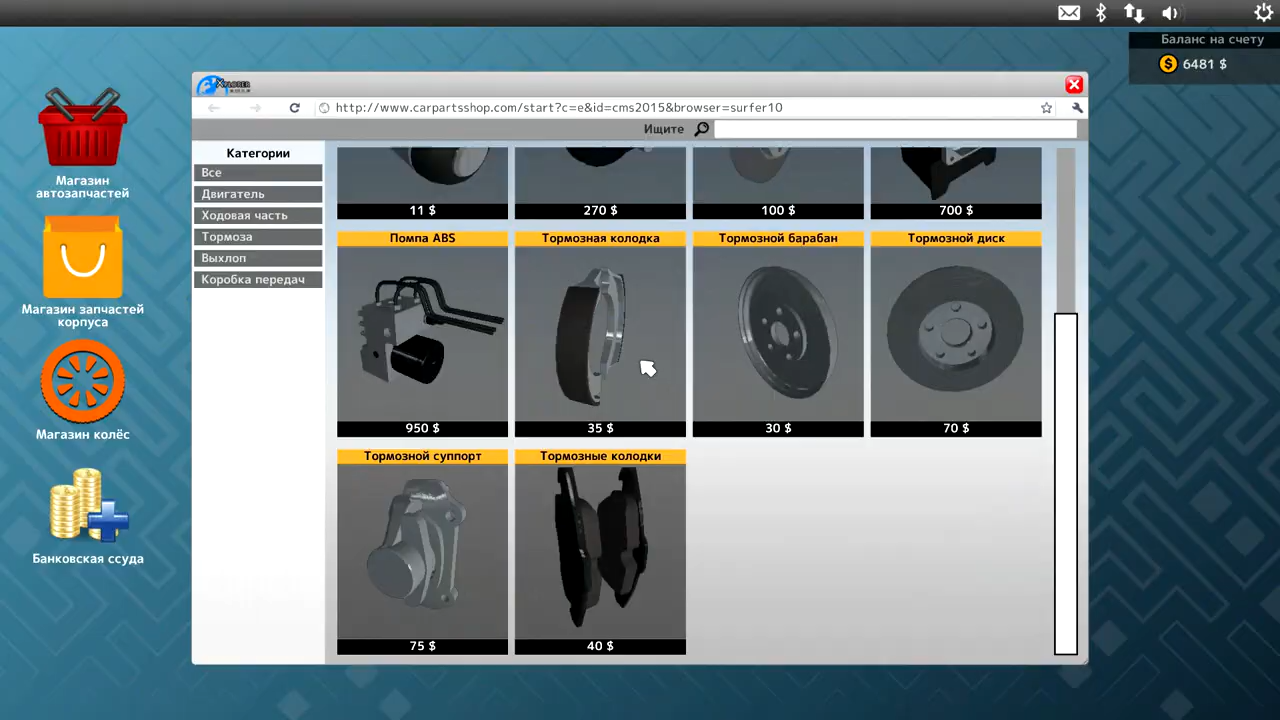 Баланс на счету
6481 $
XPLORER
http://www.carpartsshop.com/start?c=e&id=cms2015&browser=surfer10
Ищите
Категории
Все
Двигатель
Ходовая часть
Тормоза
Выхлоп
Коробка передач
Магазин
автозапчастей
Магазин запчастей
корпуса
Магазин колёс
Банковская ссуда
11 $
270 $
100 $
700 $
Помпа ABS
Тормозная колодка
Тормозной барабан
Тормозной диск
950 $
35 $
30 $
70 $
Тормозной суппорт
Тормозные колодки
75 $
40 $